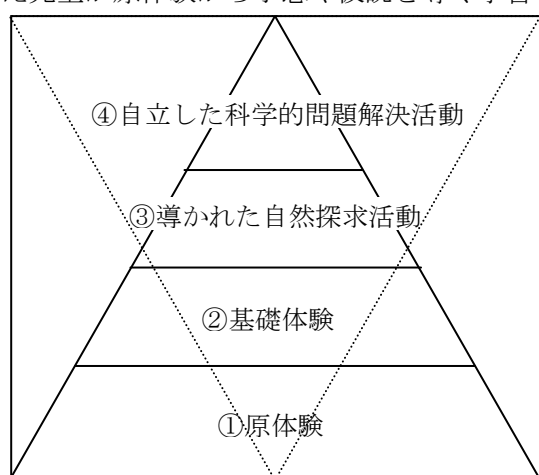 ④自立した科学的問題解決活動
③導かれた自然探求活動
②基礎体験
①原体験